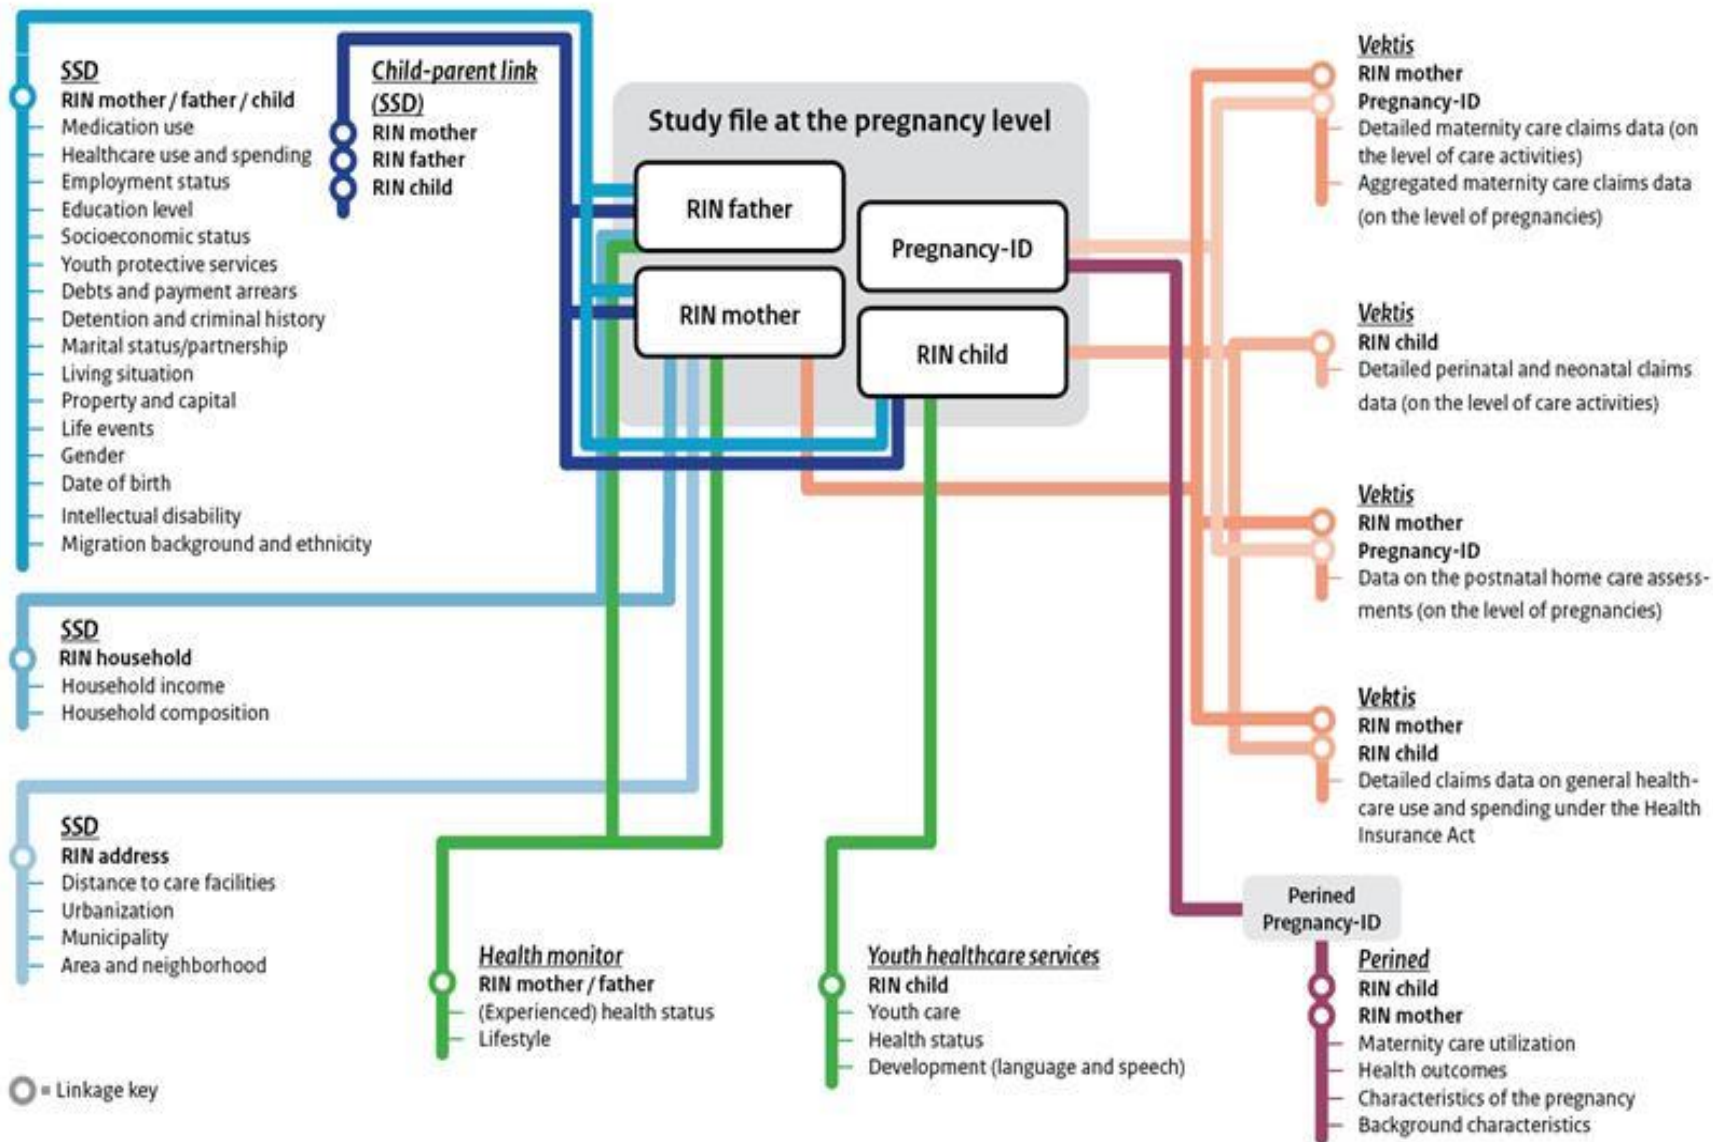 SSD
RIN mother / father / child
Medication use
Healthcare use and spending
Employment status
Education level
Socioeconomic status
Youth protective services
Debts and payment arrears
Detention and criminal history
Marital status/partnership
Living situation
Property and capital
Life events
Gender
Date of birth
Intellectual disability
Migration background and ethnicity
SSD
RIN household
Household income
Household composition
SSD
RIN address
Distance to care facilities
Urbanization
Municipality
Area and neighborhood
= Linkage key
Child-parent link
(SSD)
RIN mother
RIN father
RIN child
Study file at the pregnancy level
RIN father
RIN mother
Pregnancy-ID
RIN child
Health monitor
RIN mother / father
(Experienced) health status
Lifestyle
Youth healthcare services
RIN child
Youth care
Health status
Development (language and speech)
Vektis
RIN mother
Pregnancy-ID
Detailed maternity care claims data (on
the level of care activities)
Aggregated maternity care claims data
(on the level of pregnancies)
Vektis
RIN child
Detailed perinatal and neonatal claims
data (on the level of care activities)
Vektis
RIN mother
Pregnancy-ID
Data on the postnatal home care assess-
ments (on the level of pregnancies)
Vektis
RIN mother
RIN child
Detailed claims data on general health-
care use and spending under the Health
Insurance Act
Perined
Pregnancy-ID
Perined
RIN child
RIN mother
Maternity care utilization
Health outcomes
Characteristics of the pregnancy
Background characteristics